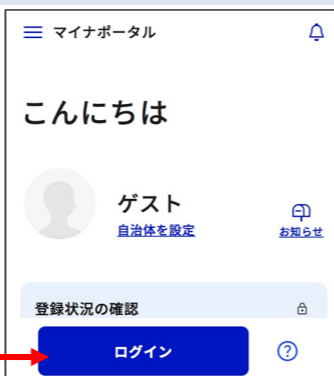 マイナポータル
こんにちは
ゲスト
自治体を設定
お知らせ
登録状況の確認
ログイン
?